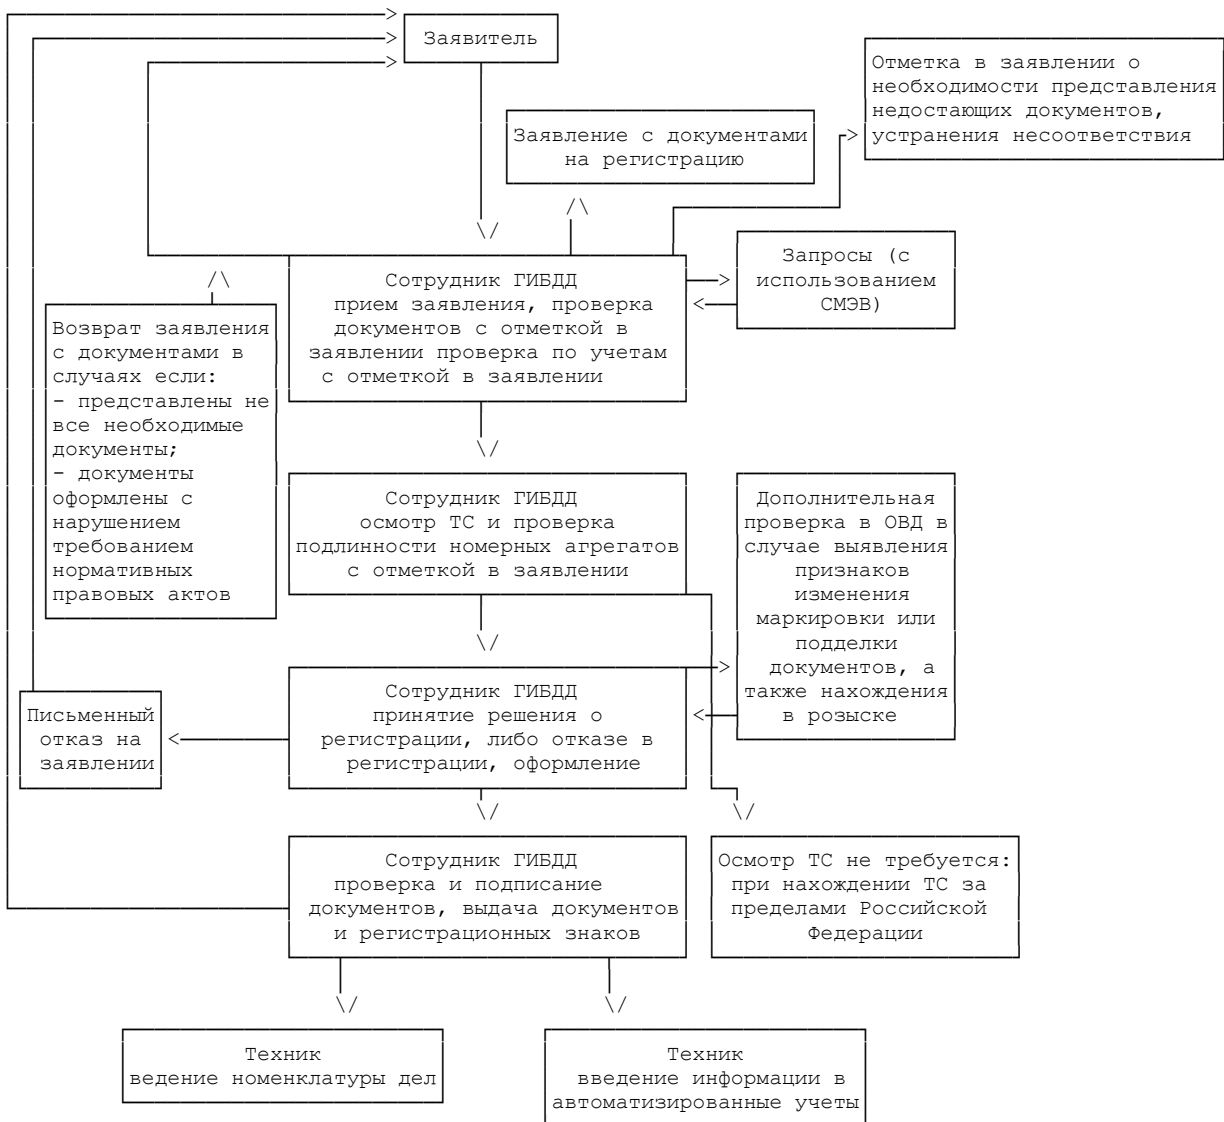 Заявитель
Отметка в заявлении о
необходимости представления
недостающих документов,
устранения несоответствия
Заявление с документами
на регистрацию
Запросы (с
использованием
СМЭВ)
Сотрудник ГИБДД
прием заявления, проверка
документов с отметкой в
заявлении проверка по учетам
с отметкой в заявлении
Возврат заявления
с документами в
случаях если:
- представлены не
все необходимые
документы;
- документы
оформлены с
нарушением
требованием
нормативных
правовых актов
Сотрудник ГИБДД
осмотр ТС и проверка
подлинности номерных агрегатов
с отметкой в заявлении
Дополнительная
проверка в ОВД в
случае выявления
признаков
изменения
маркировки или
подделки
документов, а
также нахождения
в розыске
Сотрудник ГИБДД
принятие решения о
регистрации, либо отказе в
регистрации, оформление
Письменный
отказ на
заявлении
Сотрудник ГИБДД
проверка и подписание
документов, выдача документов
и регистрационных знаков
Осмотр ТС не требуется:
при нахождении ТС за
пределами Российской
Федерации
Техник
ведение номенклатуры дел
Техник
введение информации в
автоматизированные учеты